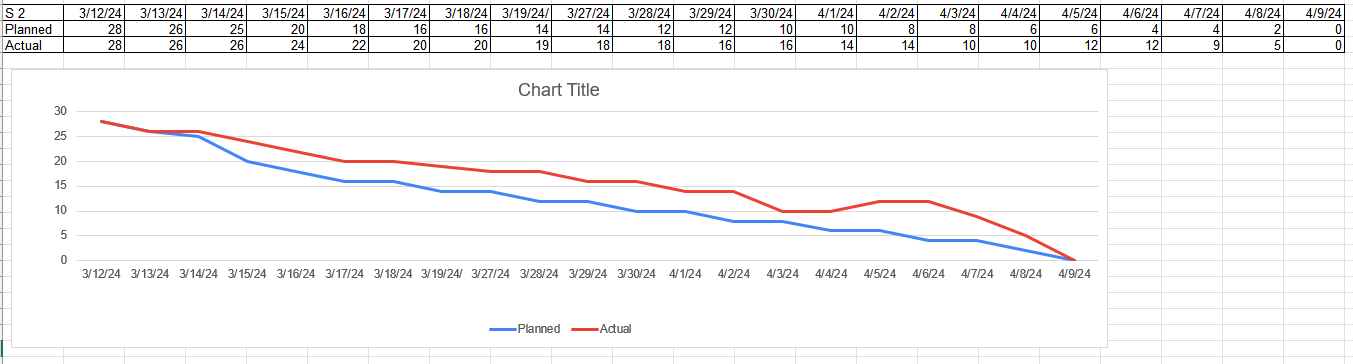 S 2 3/12/24 3/13/24 3/14/24 3/15/24 3/16/24 3/17/24 3/18/24 3/19/24/ 3/27/24 3/28/24 3/29/24 3/30/24 4/1/24 4/2/24 4/3/24 4/4/24 4/5/24 4/6/24 4/7/24 4/8/24 4/9/24
Planned 28 26 25 20 18 16 16 14 14 12 12 10 10 8 8 6 6 4 4 2 0
Actual 28 26 26 24 22 20 20 19 18 18 16 16 14 14 10 10 12 12 9 5 0
Chart Title
30
25
20
15
10
5
0
3/12/24 3/13/24 3/14/24 3/15/24 3/16/24 3/17/24 3/18/24 3/19/24/ 3/27/24 3/28/24 3/29/24 3/30/24 4/1/24 4/2/24 4/3/24 4/4/24 4/5/24 4/6/24 4/7/24 4/8/24 4/9/24
Planned Actual